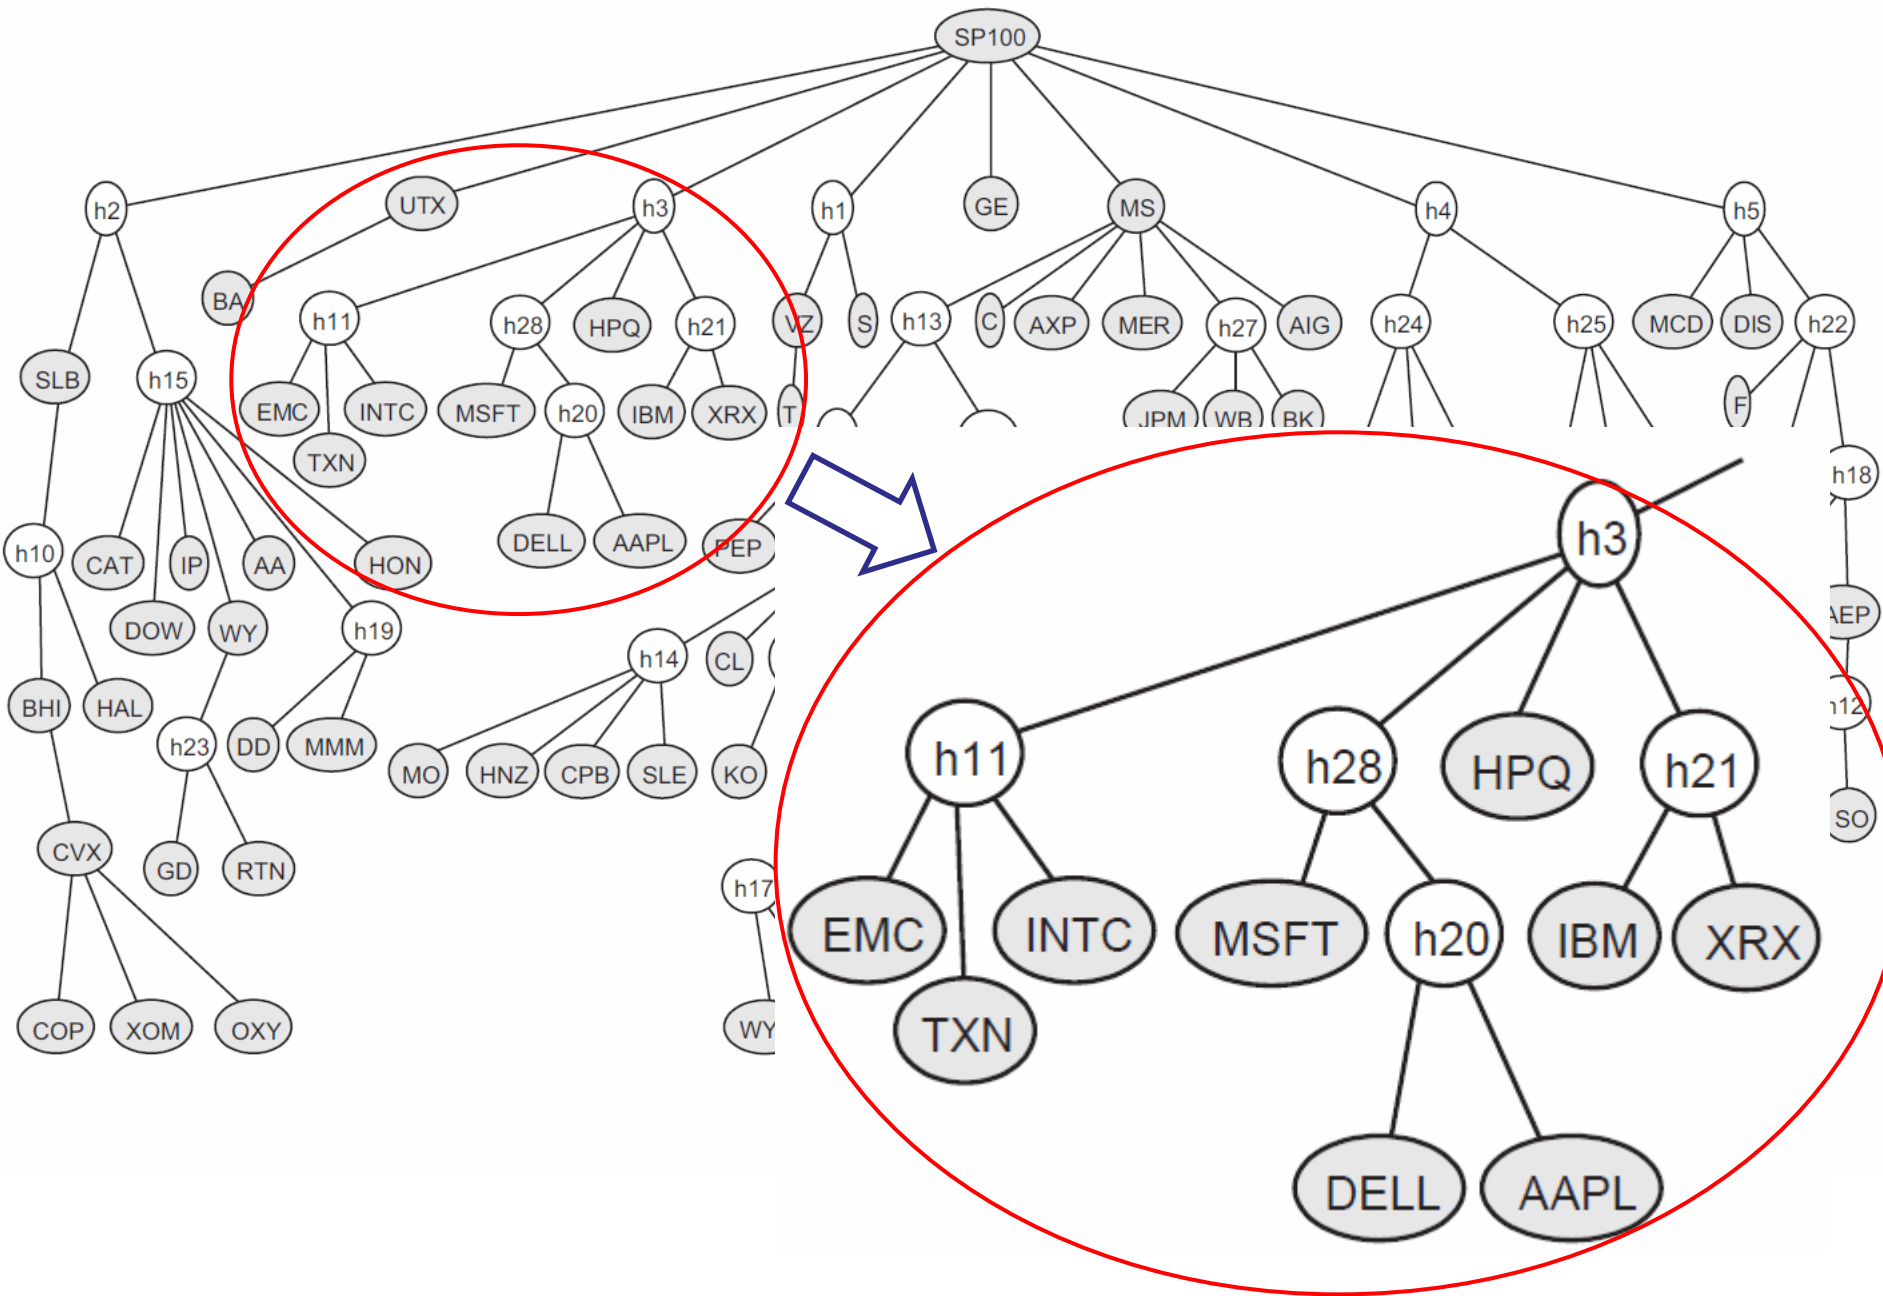 SP100
h2
UTX
h3
h1
GE
MS
h4
h5
BA
h11
h28
HPQ
h21
VZ
S
h13
C
AXP
MER
h27
AIG
h24
h25
MCD
DIS
h22
SLB
h15
EMC
INTC
MSFT
h20
IBM
XRX
T
JPM
WB
BK
F
TXN
h18
h10
CAT
IP
AA
HON
DELL
AAPL
PEP
h3
DOW
WY
h19
h14
CL
AEP
BHI
HAL
h23
DD
MMM
MO
HNZ
CPB
SLE
KO
h11
h28
HPQ
h21
h12
SO
CVX
GD
RTN
h17
EMC
INTC
MSFT
h20
IBM
XRX
COP
XOM
OXY
WY
TXN
DELL
AAPL